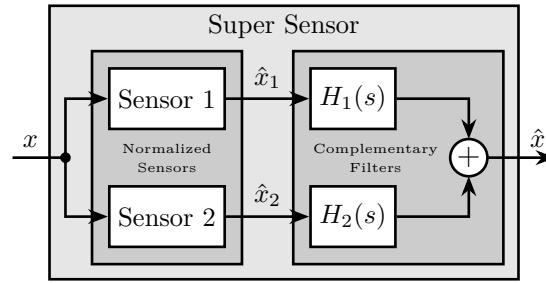 Super Sensor
Sensor 1
x̂₁
H₁(s)
x
Normalized
Sensors
Complementary
Filters
+
x̂
Sensor 2
x̂₂
H₂(s)